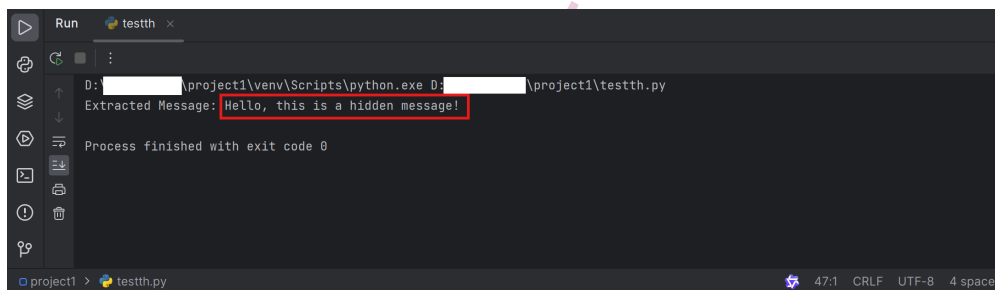 Run testth ×
D:\ \project1\venv\Scripts\python.exe D: \project1\testth.py
Extracted Message: Hello, this is a hidden message!
Process finished with exit code 0
project1 > testth.py 47:1 CRLF UTF-8 4 space